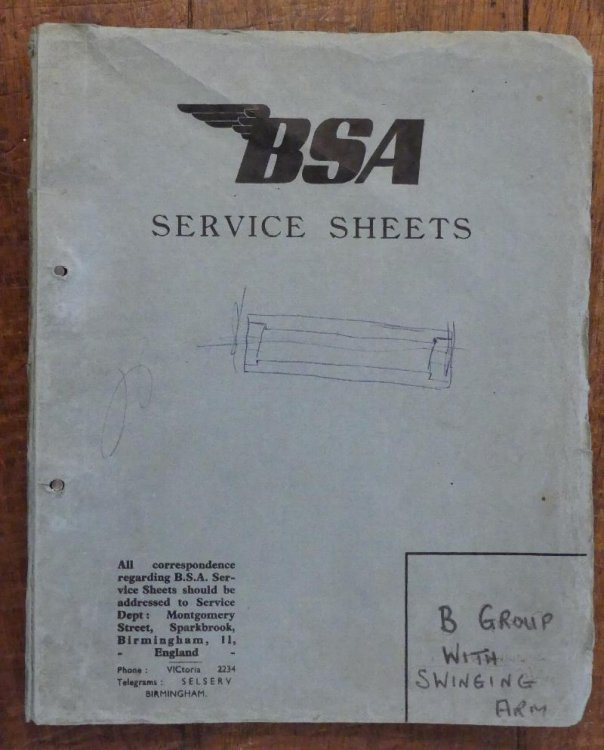 BSA
SERVICE SHEETS
All correspondence
regarding B.S.A. Ser-
vice Sheets should be
addressed to Service
Dept: Montgomery
Street, Sparkbrook,
Birmingham, 11,
- England -
Phone: VICtoria 2234
Telegrams: SELSERV
BIRMINGHAM.
B GROUP
WITH
SWINGING
ARM